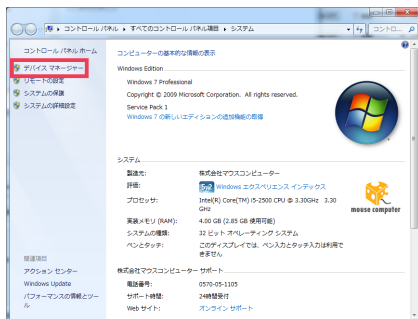 コントロール パネル ▸ すべてのコントロール パネル項目 ▸ システム
コントロ...
コントロール パネル ホーム
デバイス マネージャー
リモートの設定
システムの保護
システムの詳細設定
コンピューターの基本的な情報の表示
Windows Edition
Windows 7 Professional
Copyright © 2009 Microsoft Corporation. All rights reserved.
Service Pack 1
Windows 7 の新しいエディションの追加機能の取得
システム
製造元: 株式会社マウスコンピューター
評価: Windows エクスペリエンス インデックス
プロセッサ: Intel(R) Core(TM) i5-2500 CPU @ 3.30GHz 3.30
GHz
実装メモリ (RAM): 4.00 GB (2.85 GB 使用可能)
システムの種類: 32 ビット オペレーティング システム
ペンとタッチ: このディスプレイでは、ペン入力とタッチ入力は利用で
きません
mouse computer
株式会社マウスコンピューター サポート
電話番号: 0570-05-1105
サポート時間: 24時間受付
Web サイト: オンライン サポート
関連項目
アクション センター
Windows Update
パフォーマンスの情報とツー
ル